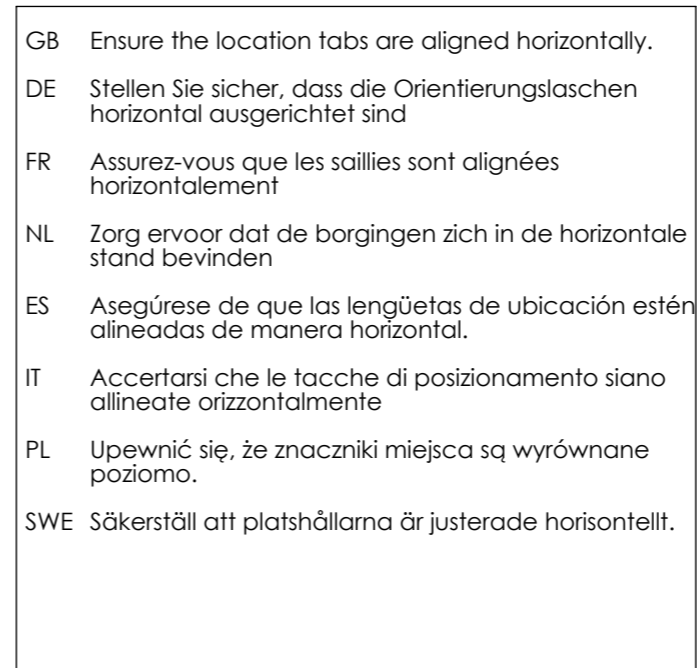 GB Ensure the location tabs are aligned horizontally.
DE Stellen Sie sicher, dass die Orientierungslaschen
horizontal ausgerichtet sind
FR Assurez-vous que les saillies sont alignées
horizontalement
NL Zorg ervoor dat de borgingen zich in de horizontale
stand bevinden
ES Asegúrese de que las lengüetas de ubicación estén
alineadas de manera horizontal.
IT Accertarsi che le tacche di posizionamento siano
allineate orizzontalmente
PL Upewnić się, że znaczniki miejsca są wyrównane
poziomo.
SWE Säkerställ att platshållarna är justerade horisontellt.